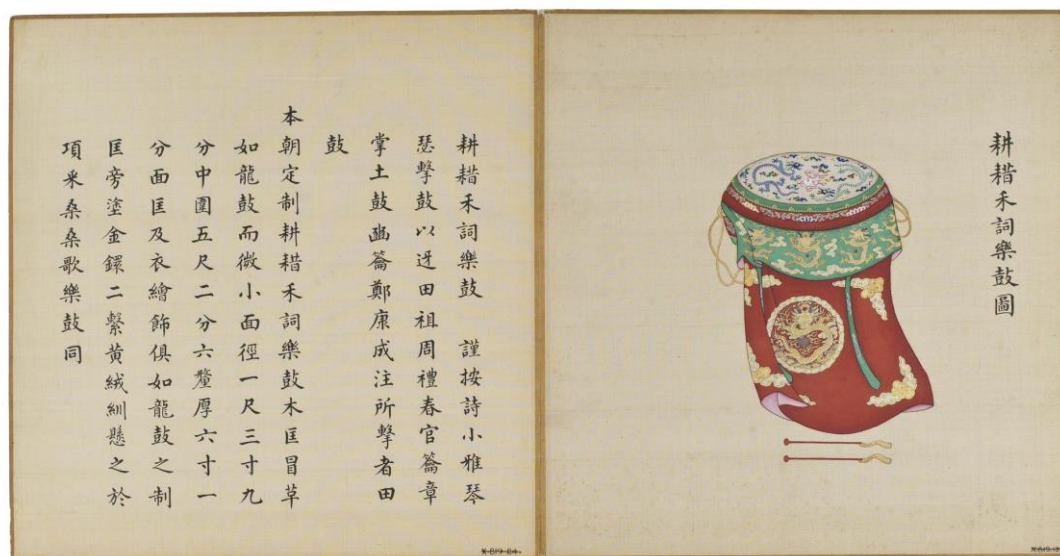 耕耤禾詞樂鼓圖
耕耤禾詞樂鼓 謹按詩小雅琴
瑟擊鼓以迓田祖周禮春官籥章
掌土鼓豳籥鄭康成注所擊者田
鼓
本朝定制耕耤禾詞樂鼓木匡冒革
如龍鼓而微小面徑一尺三寸九
分中圍五尺二分六釐厚六寸一
分面匡及衣繪飾俱如龍鼓之制
匡旁塗金鐶二繫黃絨紃懸之於
項采桑桑歌樂鼓同